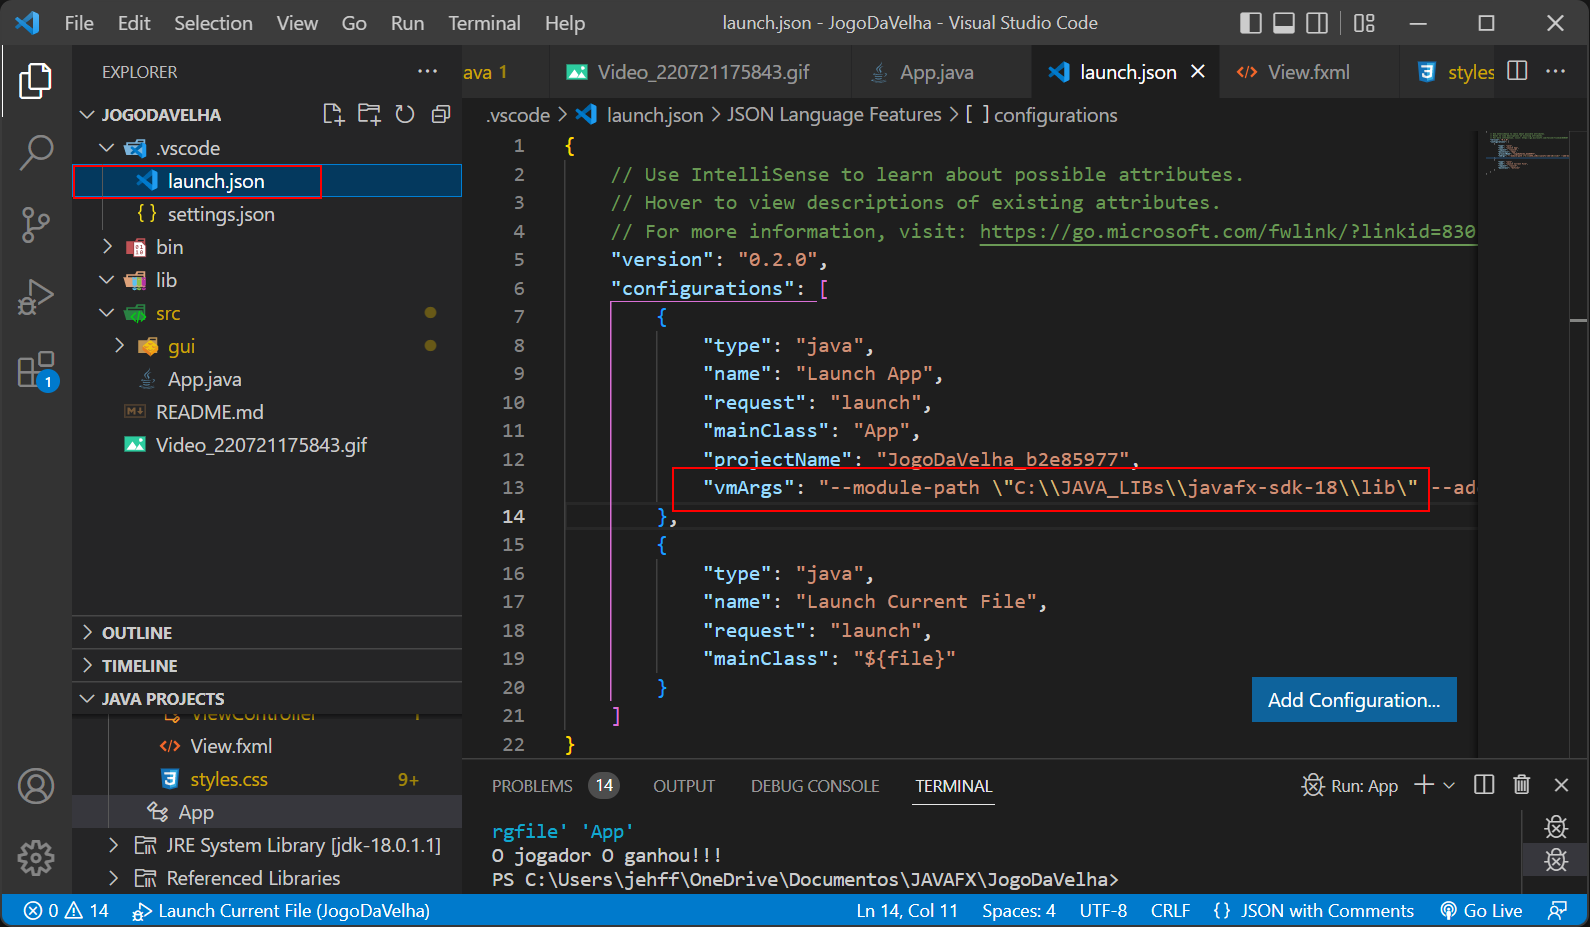 File Edit Selection View Go Run Terminal Help
launch.json - JogoDaVelha - Visual Studio Code
EXPLORER
JOGODAVELHA
.vscode
launch.json
settings.json
bin
lib
src
gui
App.java
README.md
Video_220721175843.gif
OUTLINE
TIMELINE
JAVA PROJECTS
ViewController 1
View.fxml
styles.css 9+
App
JRE System Library [jdk-18.0.1.1]
Referenced Libraries
1
ava 1 Video_220721175843.gif App.java launch.json View.fxml styles
.vscode > launch.json > JSON Language Features > [ ] configurations
1 {
2 // Use IntelliSense to learn about possible attributes.
3 // Hover to view descriptions of existing attributes.
4 // For more information, visit: https://go.microsoft.com/fwlink/?linkid=830
5 "version": "0.2.0",
6 "configurations": [
7 {
8 "type": "java",
9 "name": "Launch App",
10 "request": "launch",
11 "mainClass": "App",
12 "projectName": "JogoDaVelha_b2e85977",
13 "vmArgs": "--module-path \"C:\\JAVA_LIBs\\javafx-sdk-18\\lib\" --ad
14 },
15 {
16 "type": "java",
17 "name": "Launch Current File",
18 "request": "launch",
19 "mainClass": "${file}"
20 }
21 ]
22 }
Add Configuration...
PROBLEMS 14 OUTPUT DEBUG CONSOLE TERMINAL
Run: App
rgfile' 'App'
O jogador O ganhou!!!
PS C:\Users\jehff\OneDrive\Documentos\JAVAFX\JogoDaVelha>
0 14 Launch Current File (JogoDaVelha)
Ln 14, Col 11 Spaces: 4 UTF-8 CRLF {} JSON with Comments Go Live